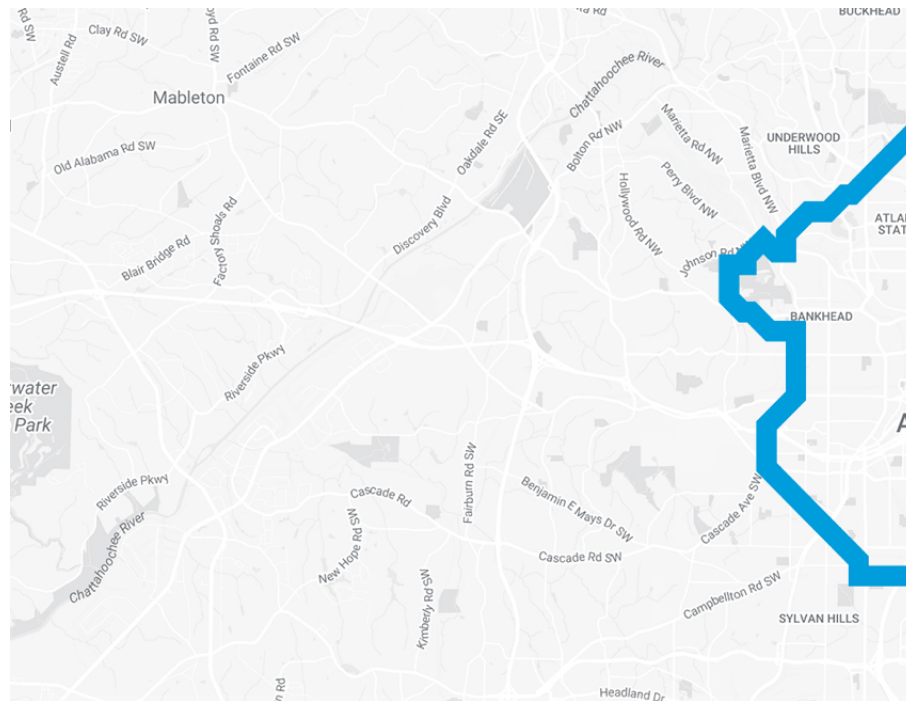 BUCKHEAD
Clay Rd SW
Austell Rd
Fontaine Rd SW
Mableton
Chattahoochee River
Oakdale Rd SE
Bolton Rd NW
Marietta Rd NW
Marietta Blvd NW
UNDERWOOD
HILLS
Old Alabama Rd SW
Perry Blvd NW
Hollywood Rd NW
Factory Shoals Rd
Discovery Blvd
Blair Bridge Rd
Johnson Rd
BANKHEAD
Riverside Pkwy
Park
Fairburn Rd SW
Cascade Rd
Riverside Pkwy
Benjamin E Mays Dr SW
Cascade Ave SW
Chattahoochee River
New Hope Rd SW
Cascade Rd SW
Kimberly Rd SW
Campbellton Rd SW
SYLVAN HILLS
Headland Dr